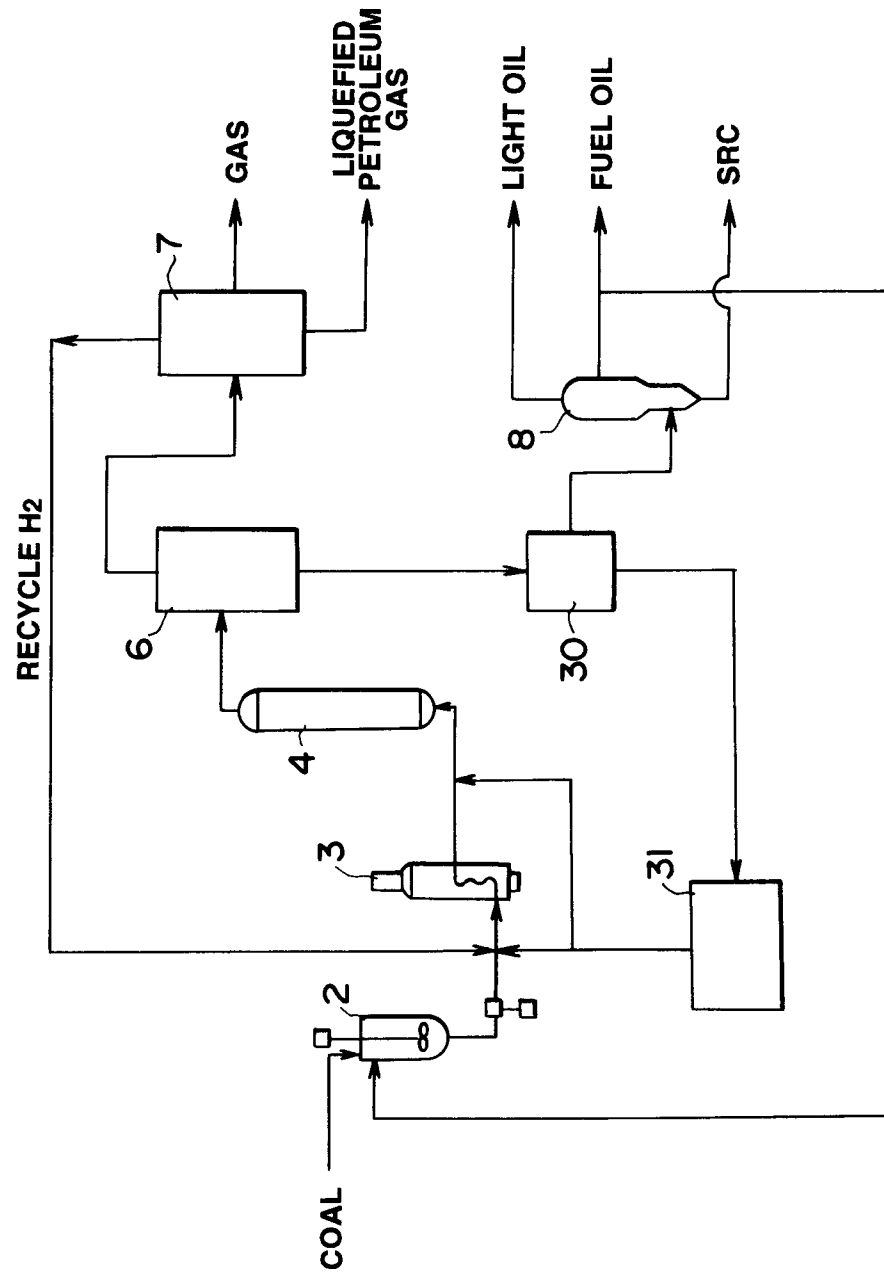 RECYCLE H2
GAS
LIQUEFIED
PETROLEUM
GAS
LIGHT OIL
FUEL OIL
SRC
COAL
2
3
4
6
7
8
30
31